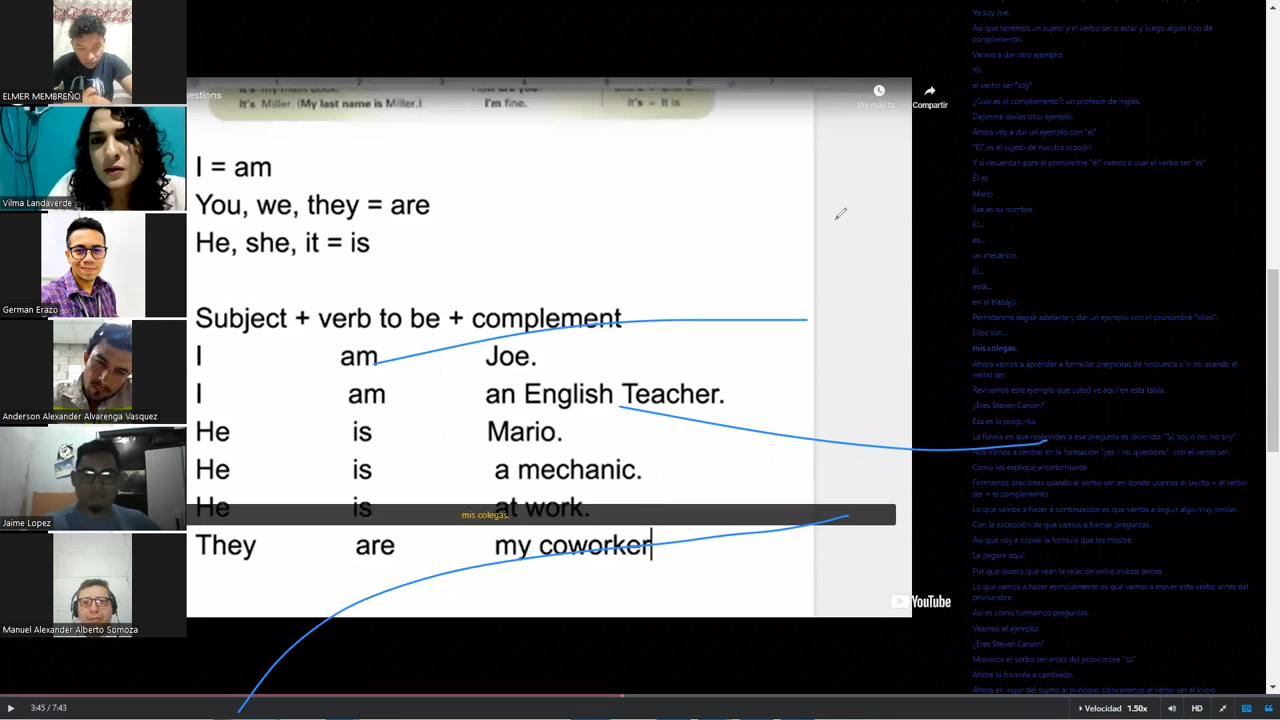 ELMER MEMBREÑO
Vilma Landaverde
German Erazo
Anderson Alexander Alvarenga Vasquez
Jaime Lopez
Manuel Alexander Alberto Somoza
estions
It's my math book.
It's Miller. (My last name is Miller.)
I'm fine.
It's = It is
Ver más ta...
Compartir
I = am
You, we, they = are
He, she, it = is
Subject + verb to be + complement
I am Joe.
I am an English Teacher.
He is Mario.
He is a mechanic.
He is at work.
mis colegas.
They are my coworker
YouTube
Yo soy Joe.
Así que tenemos un sujeto y el verbo ser o estar y luego algún tipo de
complemento.
Vamos a dar otro ejemplo:
Yo
el verbo ser "soy"
¿Cuál es el complemento?: un profesor de ingles.
Déjenme darles otro ejemplo:
Ahora voy a dar un ejemplo con "él"
"Él" es el sujeto de nuestra oración
Y si recuerdan para el pronombre "él" vamos a usar el verbo ser "es"
Él es
Mario
Ese es su nombre
Él...
es...
un mecánico.
Él...
está...
en el trabajo.
Permítanme seguir adelante y dar un ejemplo con el pronombre "ellos":
Ellos son...
mis colegas.
Ahora vamos a aprender a formular preguntas de respuesta sí o no usando el
verbo ser.
Revisemos este ejemplo que usted ve aquí en esta tabla.
¿Eres Steven Carson?
Esa es la pregunta.
La forma en que respondes a esa pregunta es diciendo: "Sí, soy o no, no soy"
Nos vamos a centrar en la formación "yes / no questions" con el verbo ser.
Como les expliqué anteriormente
Formamos oraciones usando el verbo ser, en donde usamos el sujeto + el verbo
ser + el complemento
Lo que vamos a hacer a continuación es que vamos a seguir algo muy similar.
Con la excepción de que vamos a formar preguntas.
Así que voy a copiar la formula que les mostré.
La pegaré aquí.
Por que quiero que vean la relación entre ambos temas
Lo que vamos a hacer esencialmente es que vamos a mover este verbo antes del
pronombre.
Así es como formamos preguntas.
Veamos el ejemplo:
¿Eres Steven Carson?
Movimos el verbo ser antes del pronombre "tu"
Ahora la formula a cambiado.
Ahora en lugar del sujeto al principio colocaremos el verbo ser al inicio.
3:45 / 7:43
Velocidad 1.50x
HD